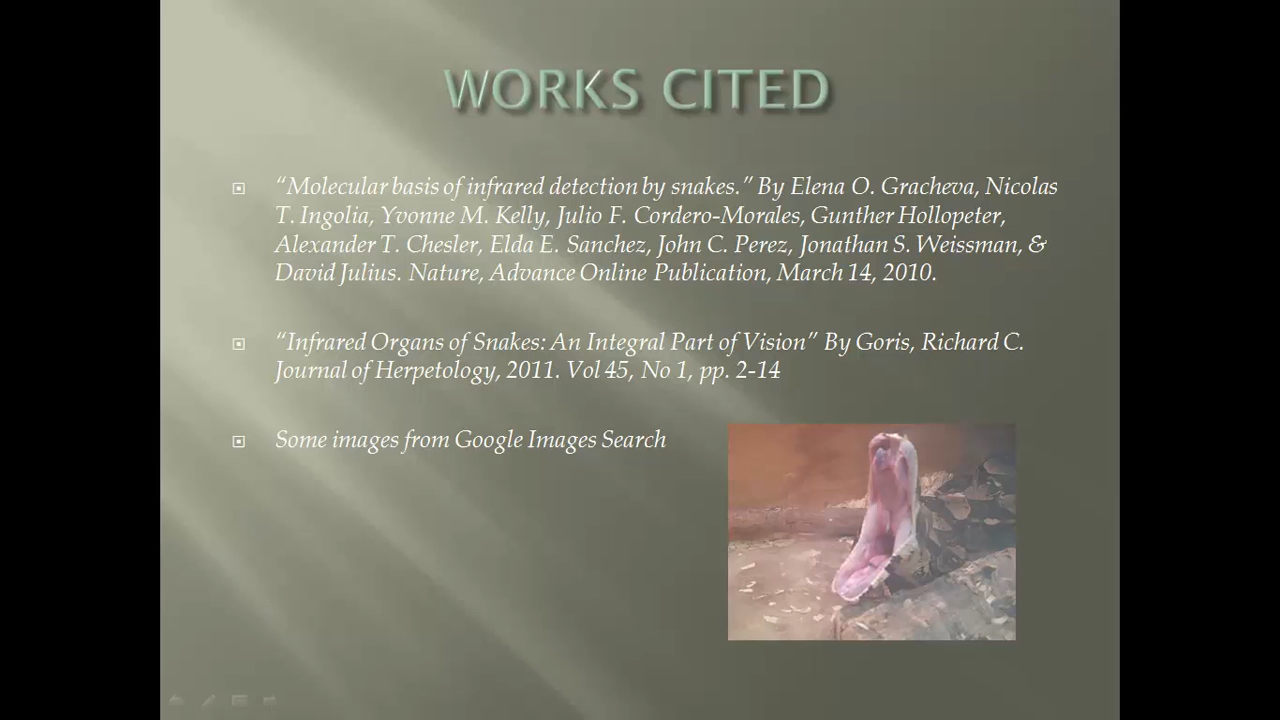 WORKS CITED
“Molecular basis of infrared detection by snakes.” By Elena O. Gracheva, Nicolas
T. Ingolia, Yvonne M. Kelly, Julio F. Cordero-Morales, Gunther Hollopeter,
Alexander T. Chesler, Elda E. Sanchez, John C. Perez, Jonathan S. Weissman, &
David Julius. Nature, Advance Online Publication, March 14, 2010.
“Infrared Organs of Snakes: An Integral Part of Vision” By Goris, Richard C.
Journal of Herpetology, 2011. Vol 45, No 1, pp. 2-14
Some images from Google Images Search